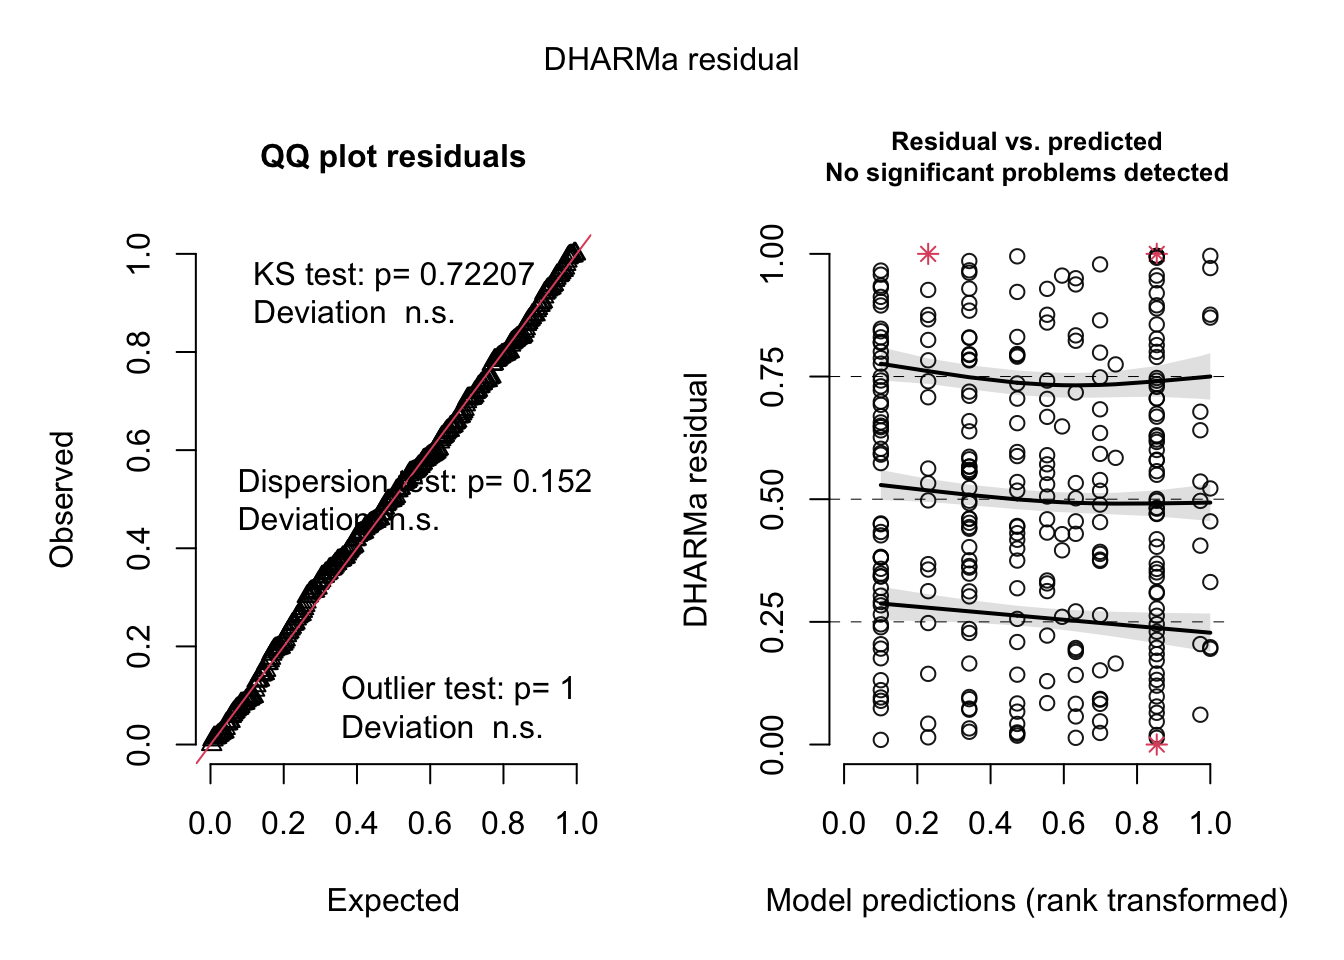 DHARMa residual
QQ plot residuals
KS test: p= 0.72207
Deviation  n.s.
Dispersion test: p= 0.152
Deviation n.s.
Outlier test: p= 1
Deviation  n.s.
Observed
0.0 0.2 0.4 0.6 0.8 1.0
0.0 0.2 0.4 0.6 0.8 1.0
Expected
Residual vs. predicted
No significant problems detected
DHARMa residual
0.00 0.25 0.50 0.75 1.00
0.0 0.2 0.4 0.6 0.8 1.0
Model predictions (rank transformed)